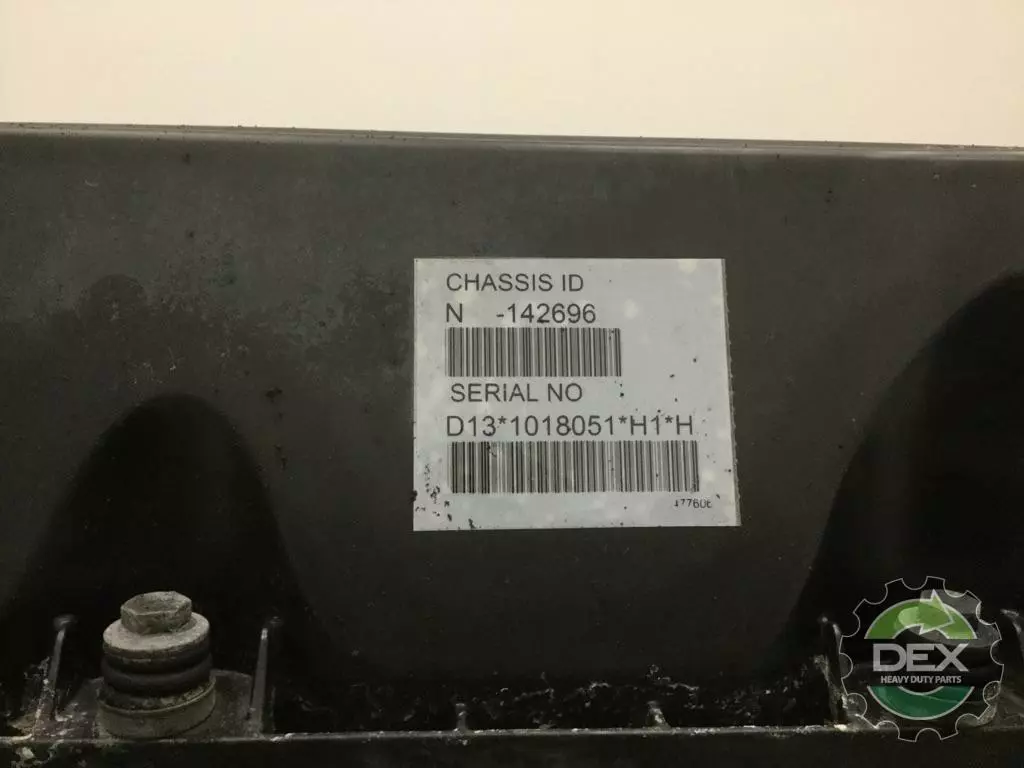 CHASSIS ID
N -142696
SERIAL NO
D13*1018051*H1*H
DEX
HEAVY DUTY PARTS